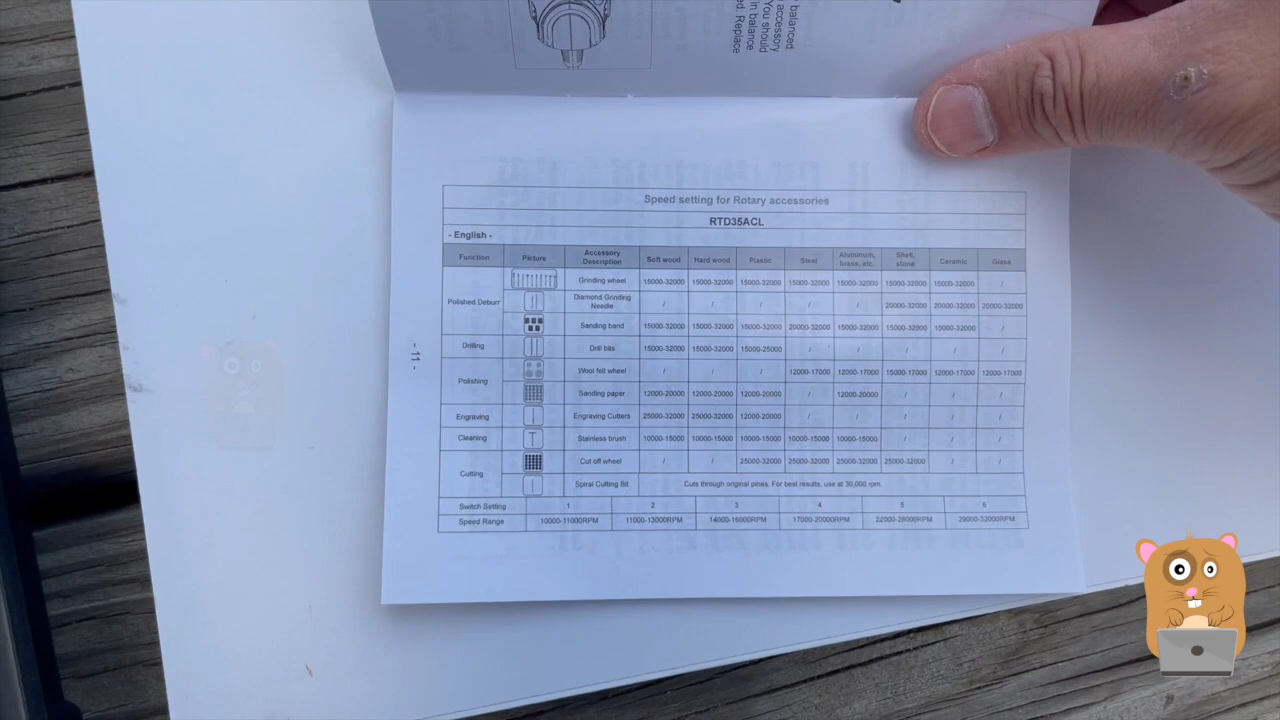 balanced
accessory
You should
in balance
ed. Replace
Speed setting for Rotary accessories
RTD35ACL
- English -
Function Picture Accessory Description Soft wood Hard wood Plastic Steel Aluminum, brass, etc. Shell, stone Ceramic Glass
Polished Deburr Grinding wheel 15000-32000 15000-32000 15000-32000 15000-32000 15000-32000 15000-32000 15000-32000 /
Diamond Grinding Needle / / / / / 20000-32000 20000-32000 20000-32000
Sanding band 15000-32000 15000-32000 15000-32000 20000-32000 15000-32000 15000-32000 15000-32000 /
Drilling Drill bits 15000-32000 15000-32000 15000-25000 / / / / /
Polishing Wool fell wheel / / / 12000-17000 12000-17000 15000-17000 12000-17000 12000-17000
Sanding paper 12000-20000 12000-20000 12000-20000 / 12000-20000 / / /
Engraving Engraving Cutters 25000-32000 25000-32000 12000-20000 / / / / /
Cleaning Stainless brush 10000-15000 10000-15000 10000-15000 10000-15000 10000-15000 / / /
Cutting Cut off wheel / / 25000-32000 25000-32000 25000-32000 25000-32000 / /
Spiral Cutting Bit Cuts through original pines. For best results, use at 30,000 rpm.
Switch Setting 1 2 3 4 5 6
Speed Range 10000-11000RPM 11000-13000RPM 14000-16000RPM 17000-20000RPM 22000-28000RPM 29000-32000RPM
- 11 -